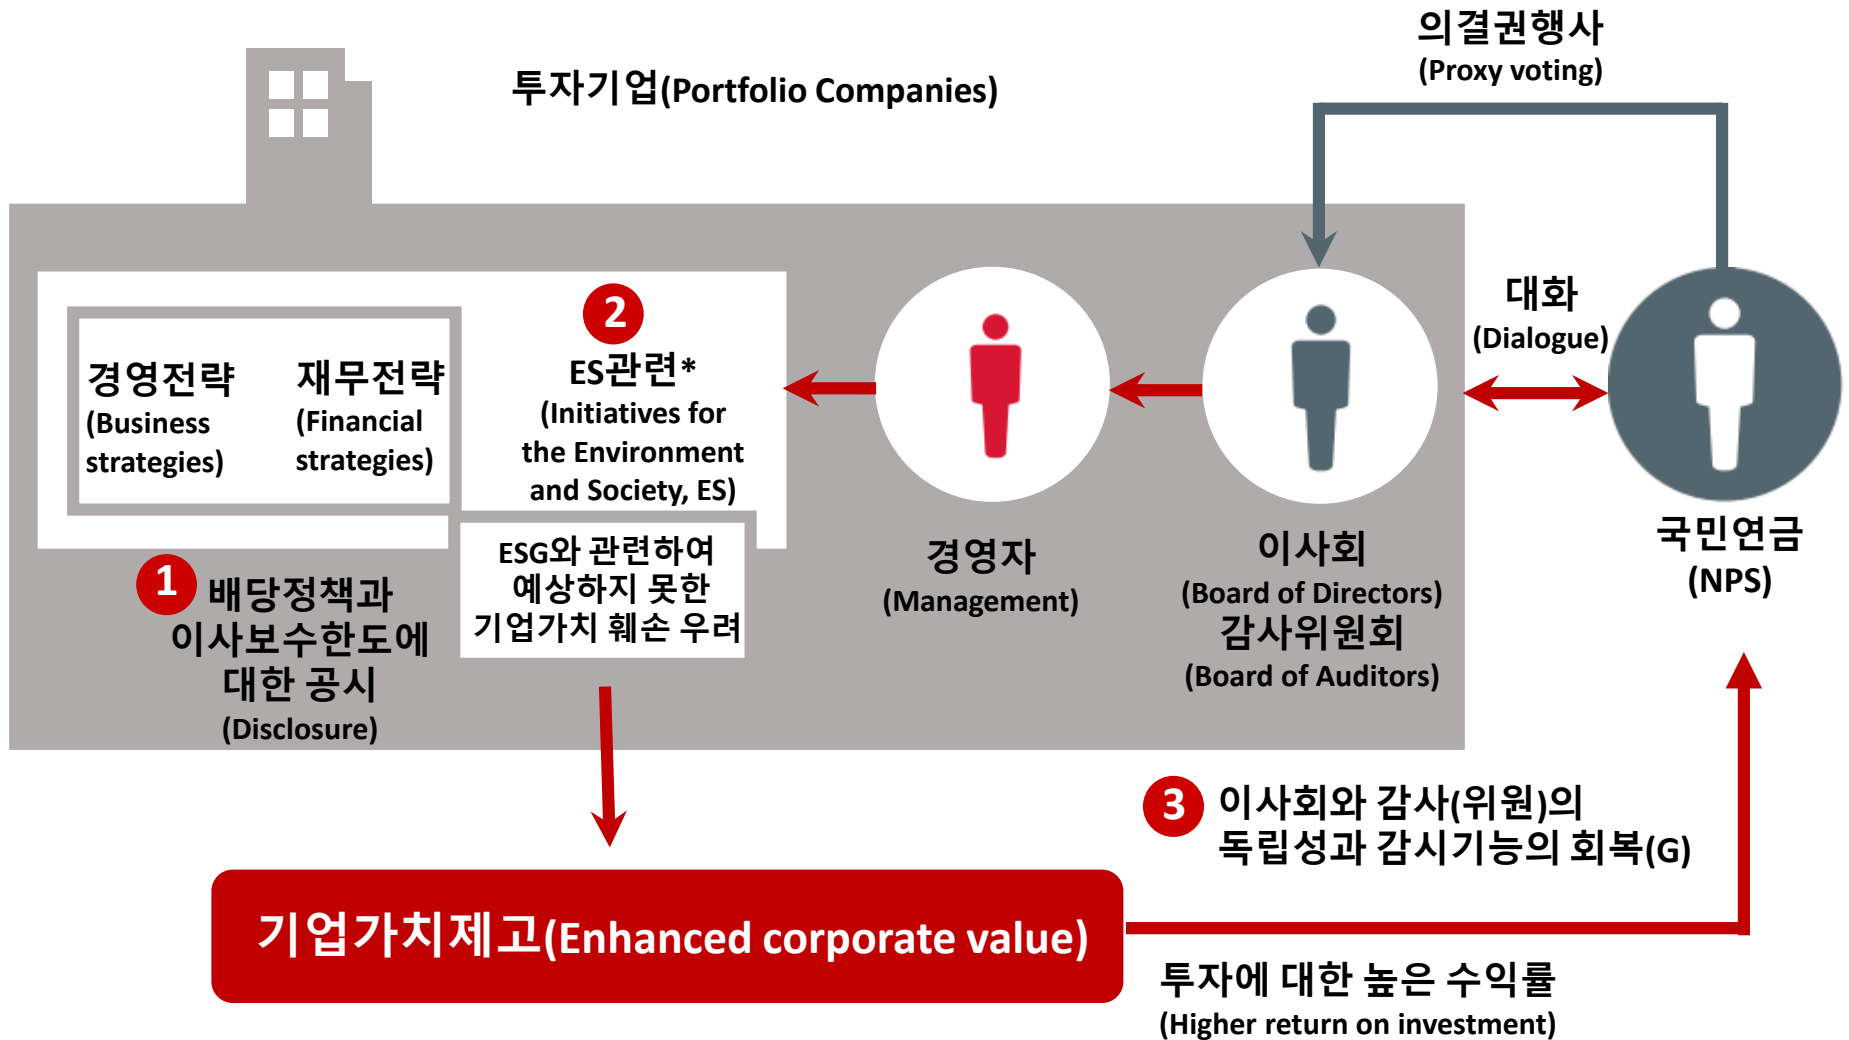 의결권행사
(Proxy voting)
투자기업(Portfolio Companies)
대화
(Dialogue)
2
ES관련*
(Initiatives for
the Environment
and Society, ES)
경영전략
(Business
strategies)
재무전략
(Financial
strategies)
ESG와 관련하여
예상하지 못한
기업가치 훼손 우려
1
배당정책과
이사보수한도에
대한 공시
(Disclosure)
경영자
(Management)
이사회
(Board of Directors)
감사위원회
(Board of Auditors)
국민연금
(NPS)
3
이사회와 감사(위원)의
독립성과 감시기능의 회복(G)
기업가치제고(Enhanced corporate value)
투자에 대한 높은 수익률
(Higher return on investment)